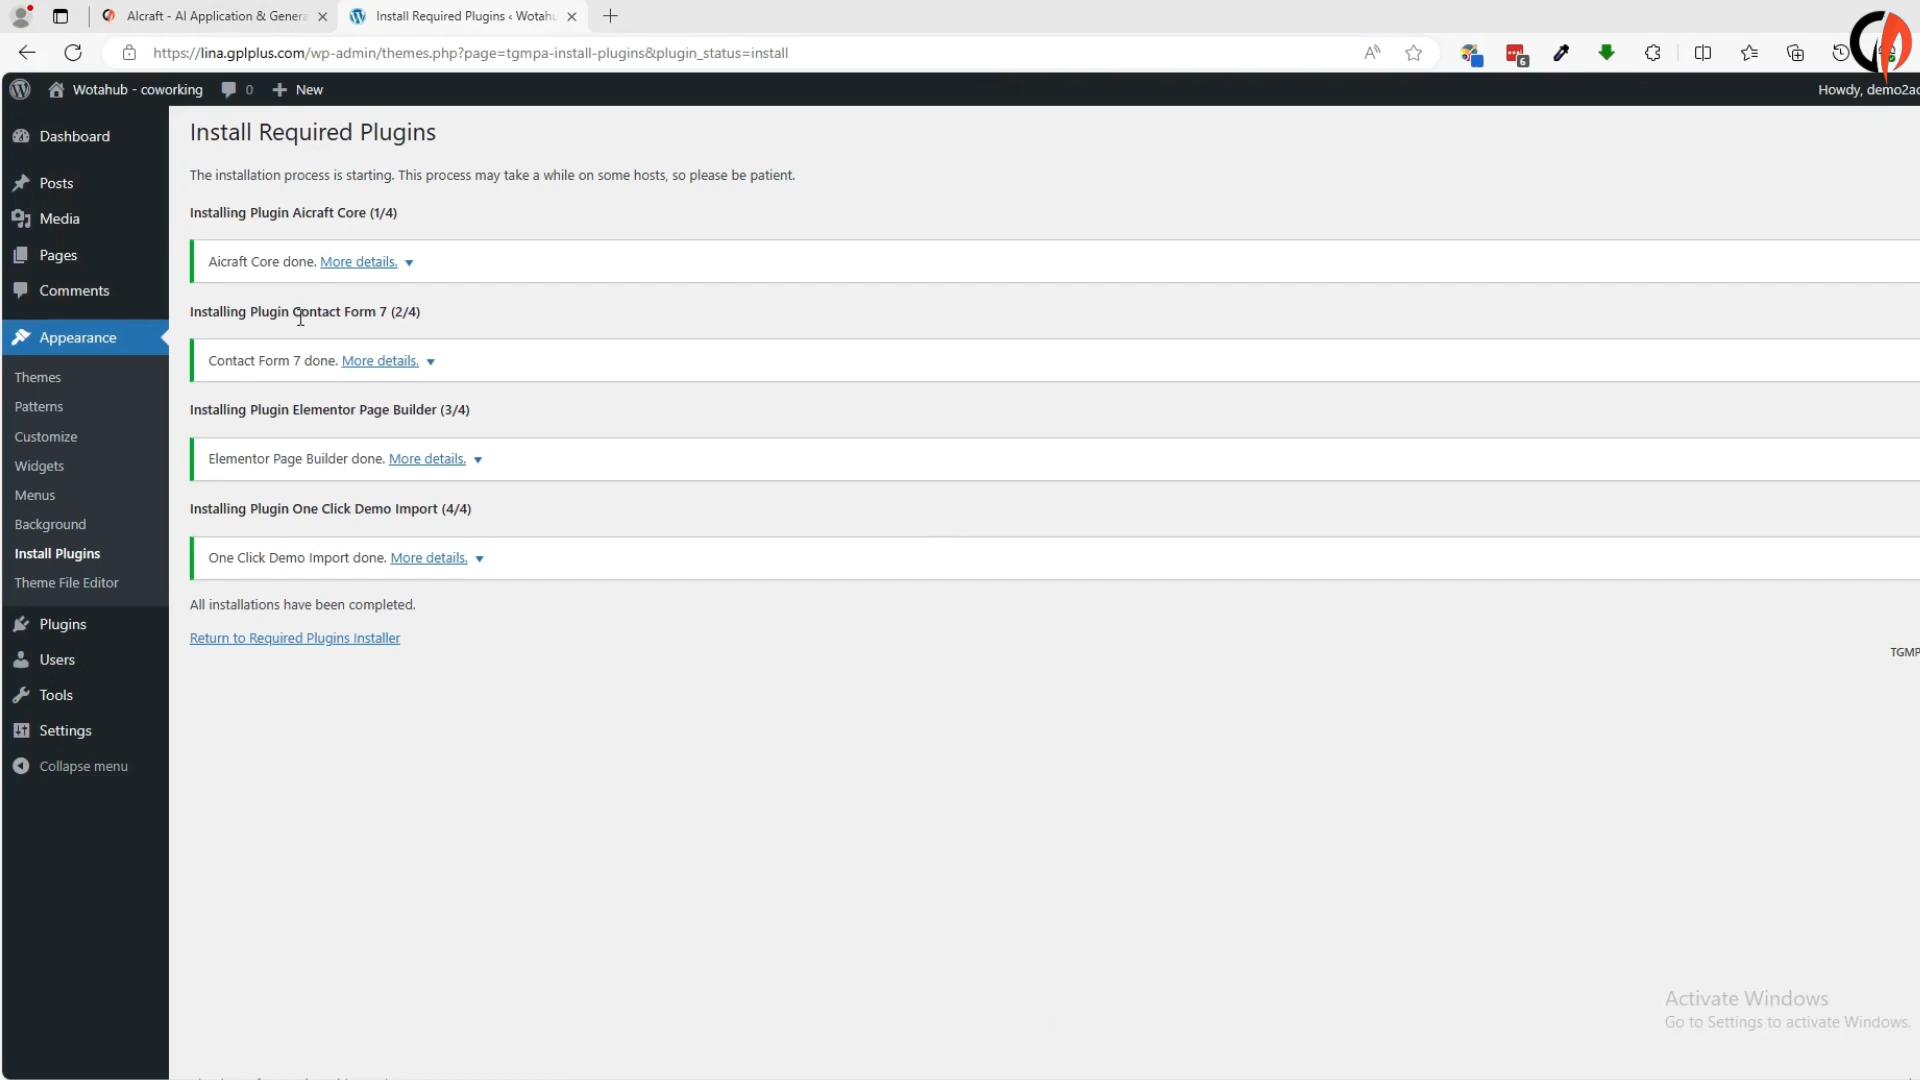 AIcraft - AI Application & Genera
Install Required Plugins ‹ Wotahu
https://lina.gplplus.com/wp-admin/themes.php?page=tgmpa-install-plugins&plugin_status=install
6
Wotahub - coworking
0
New
Howdy, demo2ad
Dashboard
Posts
Media
Pages
Comments
Appearance
Themes
Patterns
Customize
Widgets
Menus
Background
Install Plugins
Theme File Editor
Plugins
Users
Tools
Settings
Collapse menu
Install Required Plugins
The installation process is starting. This process may take a while on some hosts, so please be patient.
Installing Plugin Aicraft Core (1/4)
Aicraft Core done. More details.
Installing Plugin Contact Form 7 (2/4)
Contact Form 7 done. More details.
Installing Plugin Elementor Page Builder (3/4)
Elementor Page Builder done. More details.
Installing Plugin One Click Demo Import (4/4)
One Click Demo Import done. More details.
All installations have been completed.
Return to Required Plugins Installer
TGMP
Activate Windows
Go to Settings to activate Windows.